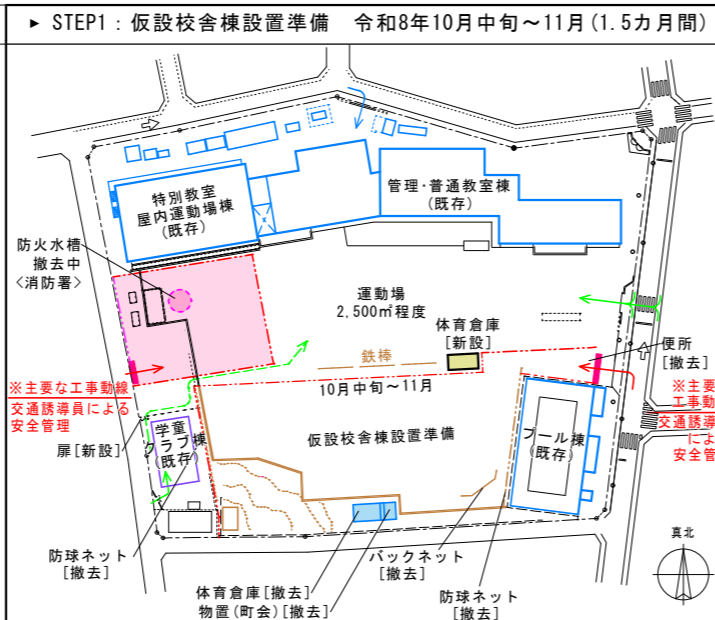 ▶ STEP1：仮設校舎棟設置準備　令和8年10月中旬～11月(1.5カ月間)
特別教室
屋内運動場棟
(既存)
管理・普通教室棟
(既存)
防火水槽
撤去中
<消防署>
運動場
2,500㎡程度
体育倉庫
[新設]
便所
[撤去]
鉄棒
10月中旬～11月
※主要な工事動線
交通誘導員による
安全管理
※主要
工事動
交通誘導
によ
安全管
扉[新設]
学童
クラブ棟
(既存)
仮設校舎棟設置準備
プール棟
(既存)
防球ネット
[撤去]
体育倉庫[撤去]
物置(町会)[撤去]
バックネット
[撤去]
防球ネット
[撤去]
真北